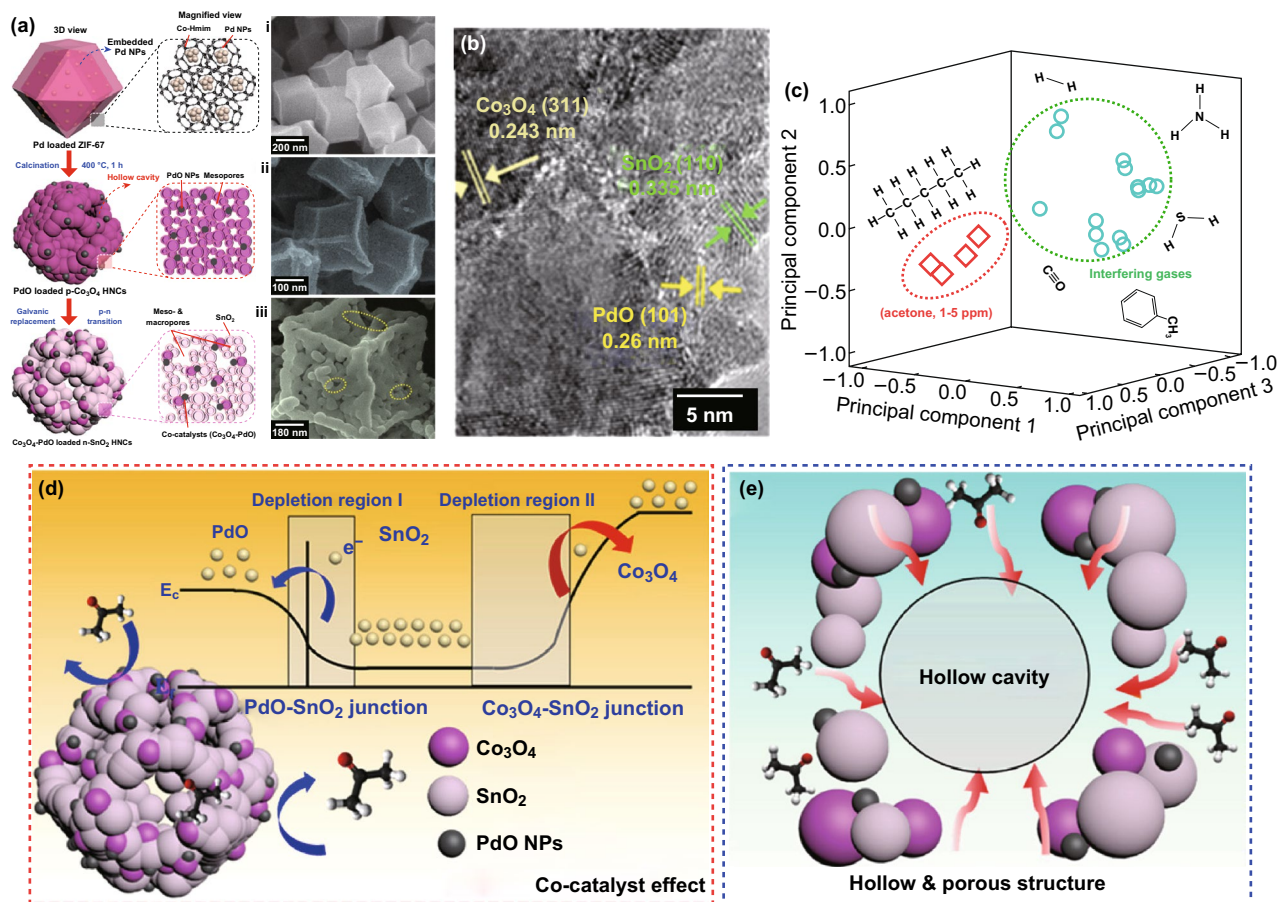 (a)
3D view
Embedded
Pd NPs
Magnified view
Co-Hmim
Pd NPs
Pd loaded ZIF-67
Calcination
400 °C, 1 h
Hollow cavity
PdO NPs
Mesopores
PdO loaded p-Co₃O₄ HNCs
Galvanic
replacement
p-n
transition
Meso- &
macropores
SnO₂
Co-catalysts (Co₃O₄-PdO)
Co₃O₄-PdO loaded n-SnO₂ HNCs
i
200 nm
ii
100 nm
iii
180 nm
(b)
Co₃O₄ (311)
0.243 nm
SnO₂ (110)
0.335 nm
PdO (101)
0.26 nm
5 nm
(c)
Principal component 2
1.0
0.5
0.0
−0.5
−1.0
−1.0
−0.5
0.0
0.5
1.0
Principal component 1
1.0
0.5
0.0
−0.5
−1.0
Principal component 3
H H H H H
C C C C C
H H H H H
(acetone, 1-5 ppm)
H H
H N H
H
S H
H
Interfering gases
C≡O
CH₃
(d)
Depletion region I
Depletion region II
PdO
e⁻
SnO₂
Co₃O₄
E_c
PdO-SnO₂ junction
Co₃O₄-SnO₂ junction
Co₃O₄
SnO₂
PdO NPs
Co-catalyst effect
(e)
Hollow cavity
Hollow & porous structure